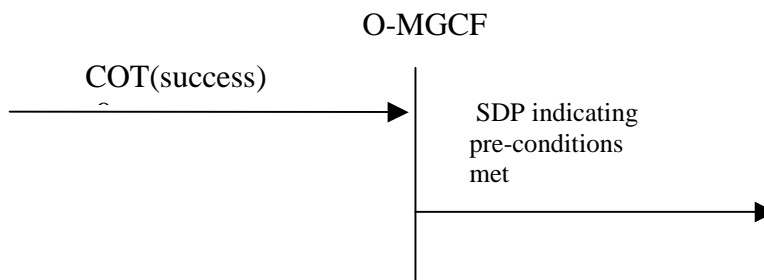 O-MGCF
COT(success)
SDP indicating
pre-conditions
met